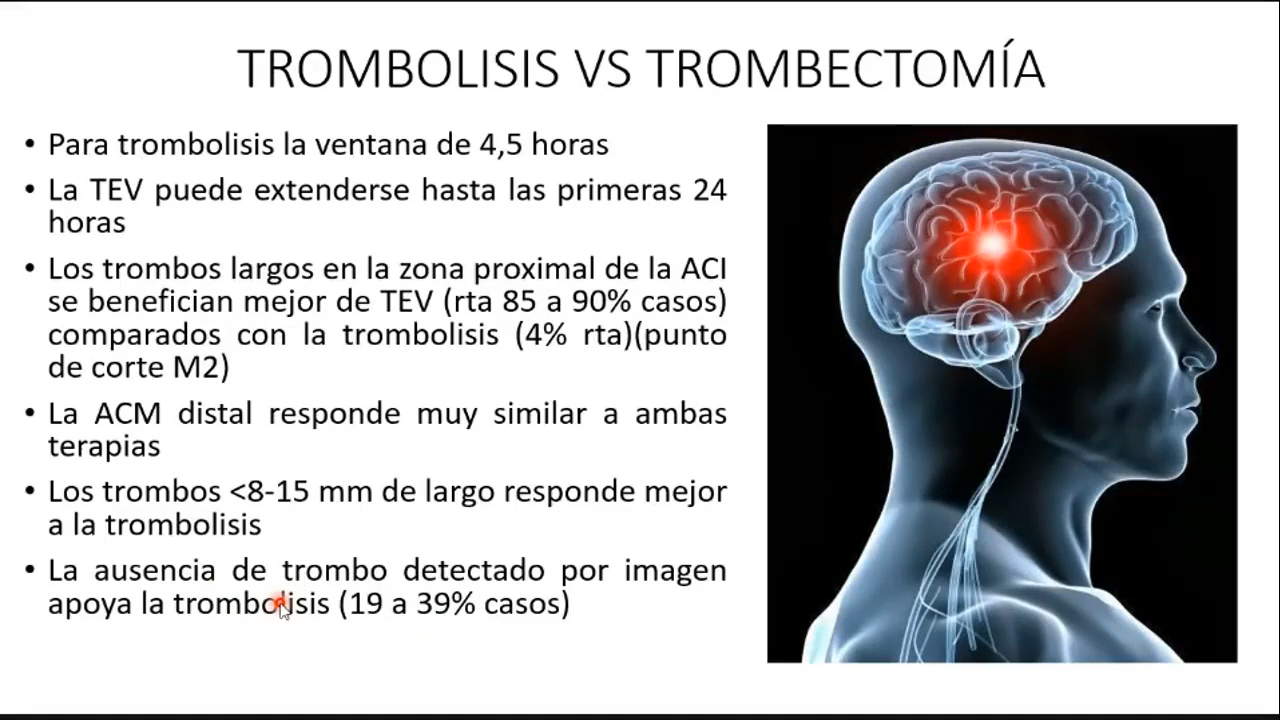 TROMBOLISIS VS TROMBECTOMÍA
• Para trombolisis la ventana de 4,5 horas
• La TEV puede extenderse hasta las primeras 24
horas
• Los trombos largos en la zona proximal de la ACI
se benefician mejor de TEV (rta 85 a 90% casos)
comparados con la trombolisis (4% rta)(punto
de corte M2)
• La ACM distal responde muy similar a ambas
terapias
• Los trombos <8-15 mm de largo responde mejor
a la trombolisis
• La ausencia de trombo detectado por imagen
apoya la trombolisis (19 a 39% casos)